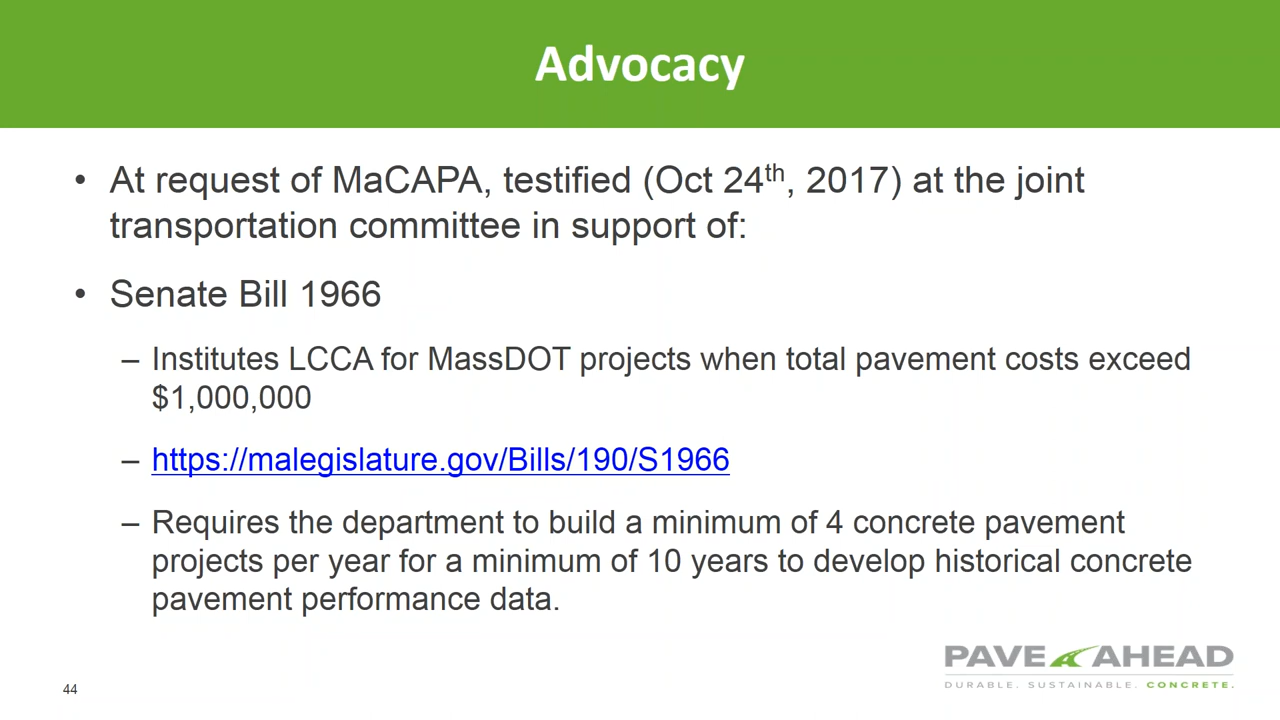 Advocacy
• At request of MaCAPA, testified (Oct 24th, 2017) at the joint
transportation committee in support of:
• Senate Bill 1966
– Institutes LCCA for MassDOT projects when total pavement costs exceed
$1,000,000
– https://malegislature.gov/Bills/190/S1966
– Requires the department to build a minimum of 4 concrete pavement
projects per year for a minimum of 10 years to develop historical concrete
pavement performance data.
PAVE AHEAD
DURABLE. SUSTAINABLE. CONCRETE.
44